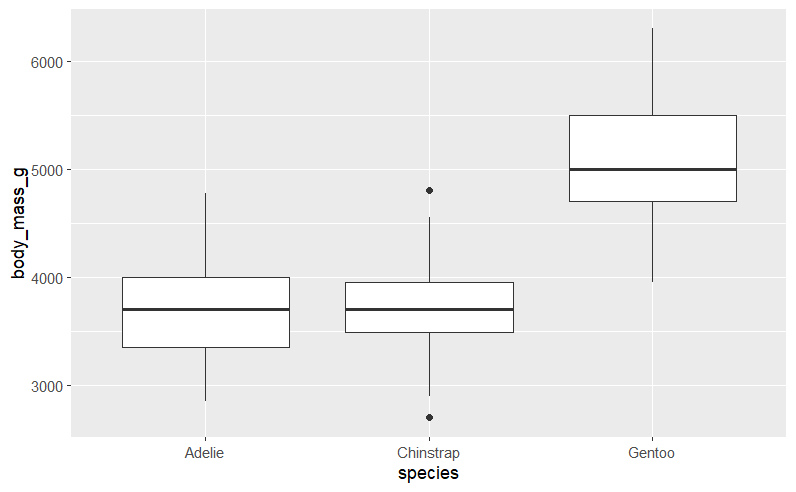 body_mass_g
6000
5000
4000
3000
Adelie
Chinstrap
Gentoo
species